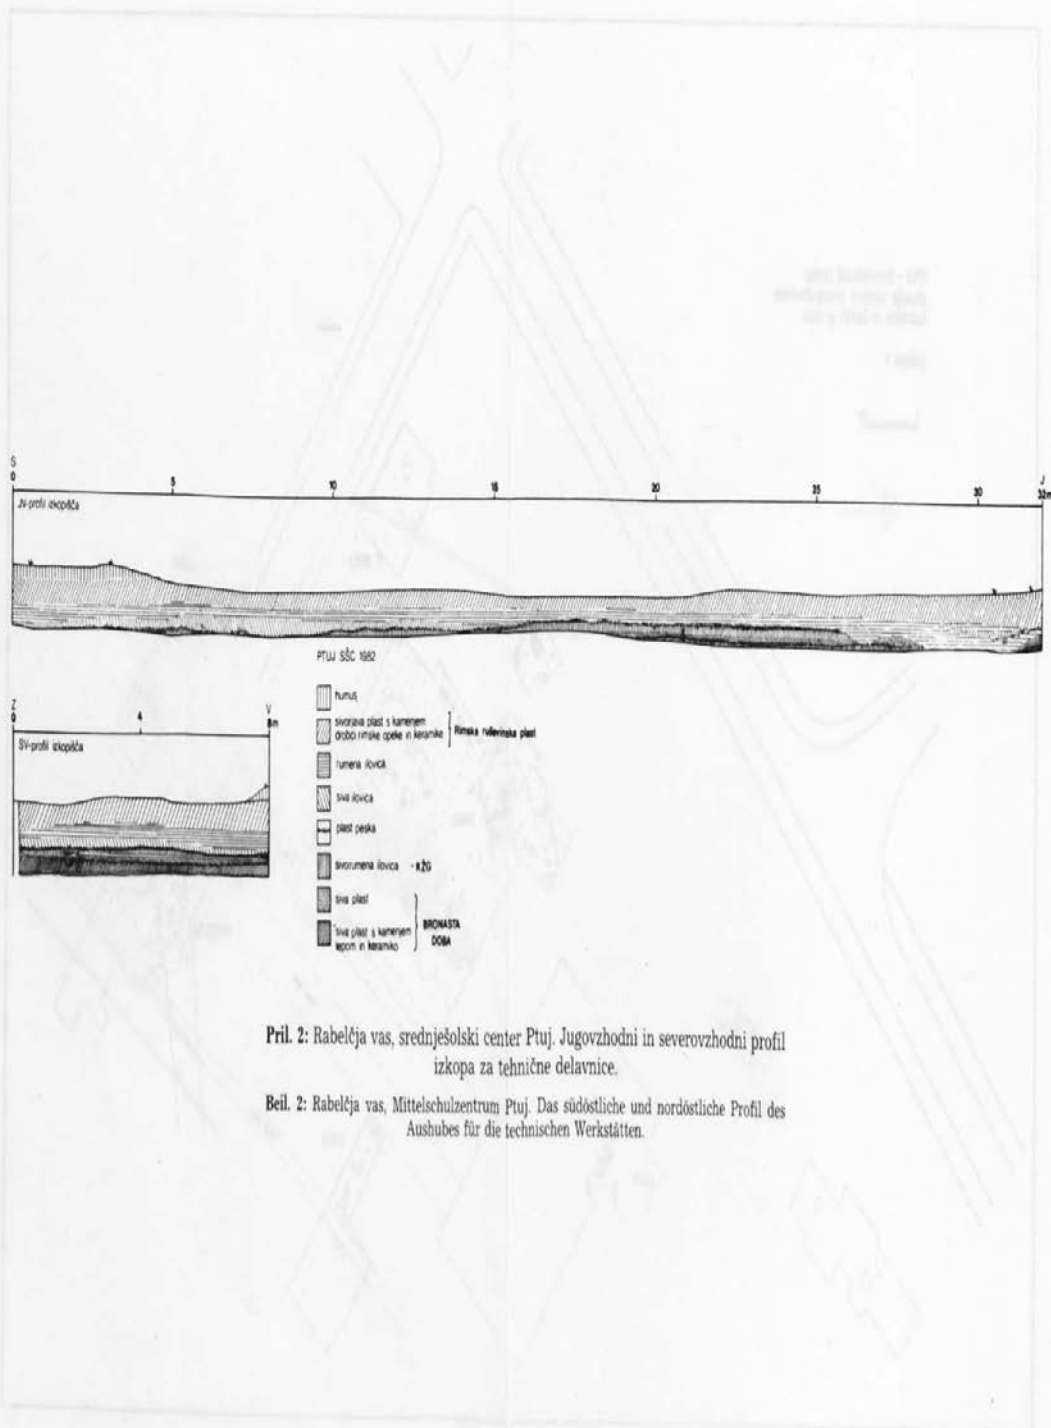 S
0 5 10 15 20 25 30 J
32m
JV-profil izkopišča
PTUJ SŠC 1982
Z
0 4 V
8m
SV-profil izkopišča
humus
sivorjava plast s kamenjem
drobci rimske opeke in keramike
Rimska ruševinska plast
rumena ilovica
siva ilovica
plast peska
sivorumena ilovica - KŽG
siva plast
siva plast s kamenjem
lepom in keramiko
BRONASTA
DOBA
Pril. 2: Rabelčja vas, srednješolski center Ptuj. Jugovzhodni in severovzhodni profil
izkopa za tehnične delavnice.
Beil. 2: Rabelčja vas, Mittelschulzentrum Ptuj. Das südöstliche und nordöstliche Profil des
Aushubes für die technischen Werkstätten.